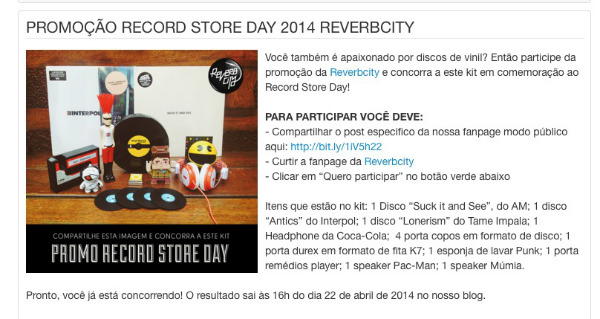 PROMOÇÃO RECORD STORE DAY 2014 REVERBCITY
INTERPOL
Reverb
City
COMPARTILHE ESTA IMAGEM E CONCORRA A ESTE KIT
PROMO RECORD STORE DAY
Você também é apaixonado por discos de vinil? Então participe da
promoção da Reverbcity e concorra a este kit em comemoração ao
Record Store Day!
PARA PARTICIPAR VOCÊ DEVE:
- Compartilhar o post especifico da nossa fanpage modo público
aqui: http://bit.ly/1iV5h22
- Curtir a fanpage da Reverbcity
- Clicar em “Quero participar” no botão verde abaixo
Itens que estão no kit: 1 Disco “Suck it and See”, do AM; 1 disco
“Antics” do Interpol; 1 disco “Lonerism” do Tame Impala; 1
Headphone da Coca-Cola; 4 porta copos em formato de disco; 1
porta durex em formato de fita K7; 1 esponja de lavar Punk; 1 porta
remédios player; 1 speaker Pac-Man; 1 speaker Múmia.
Pronto, você já está concorrendo! O resultado sai às 16h do dia 22 de abril de 2014 no nosso blog.